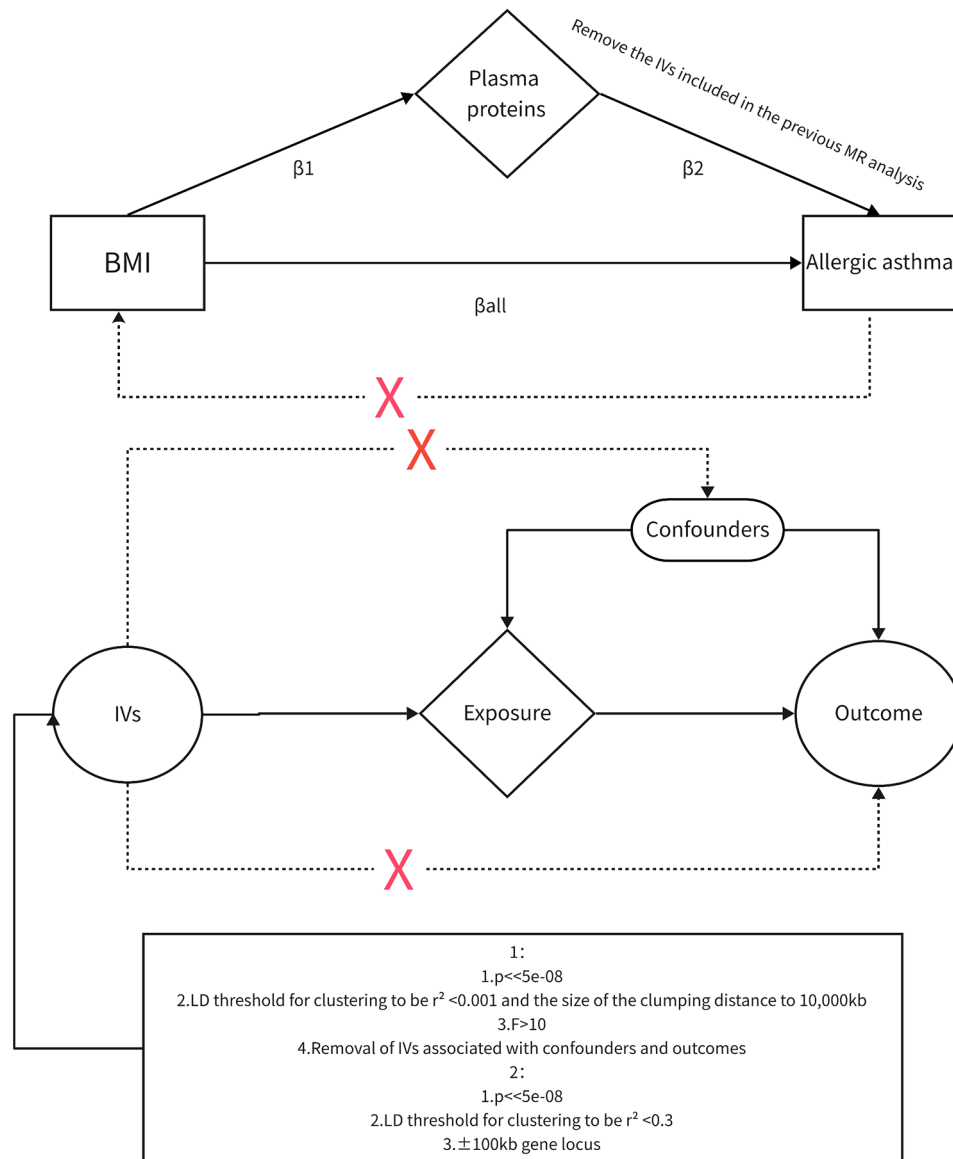 Plasma
proteins
Remove the IVs included in the previous MR analysis
β1
β2
BMI
Allergic asthma
βall
X
X
Confounders
IVs
Exposure
Outcome
X
1:
1.p<<5e-08
2.LD threshold for clustering to be r² <0.001 and the size of the clumping distance to 10,000kb
3.F>10
4.Removal of IVs associated with confounders and outcomes
2:
1.p<<5e-08
2.LD threshold for clustering to be r² <0.3
3.±100kb gene locus